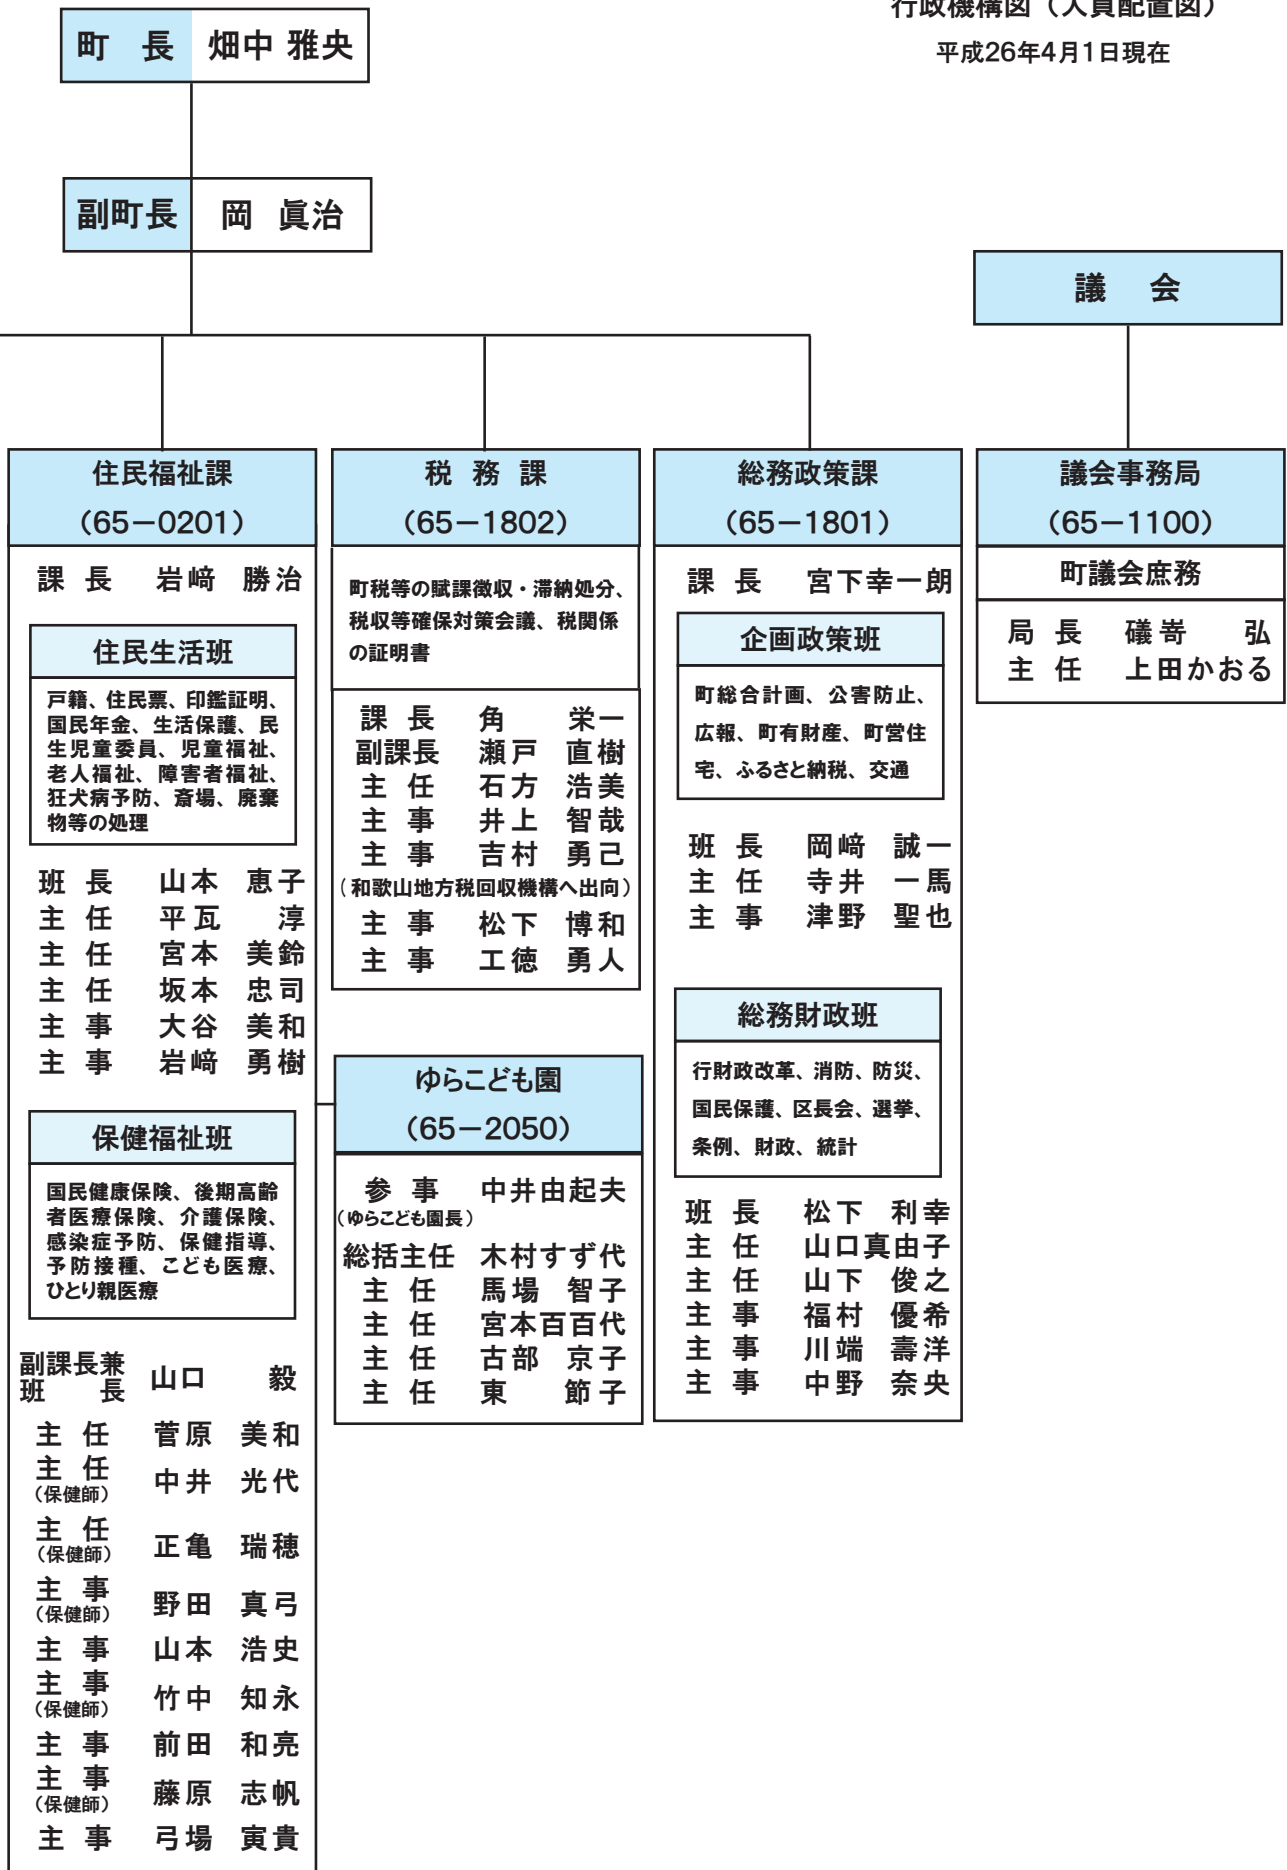 行政機構図（人員配置図）
平成26年4月1日現在
町 長 畑中 雅央
副町長 岡 眞治
議 会
住民福祉課
（65－0201）
課 長 岩﨑 勝治
住民生活班
戸籍、住民票、印鑑証明、
国民年金、生活保護、民
生児童委員、児童福祉、
老人福祉、障害者福祉、
狂犬病予防、斎場、廃棄
物等の処理
班 長 山本 恵子
主 任 平瓦 淳
主 任 宮本 美鈴
主 任 坂本 忠司
主 事 大谷 美和
主 事 岩﨑 勇樹
保健福祉班
国民健康保険、後期高齢
者医療保険、介護保険、
感染症予防、保健指導、
予防接種、こども医療、
ひとり親医療
副課長兼
班 長 山口 毅
主 任 菅原 美和
主 任
（保健師） 中井 光代
主 任
（保健師） 正亀 瑞穂
主 事
（保健師） 野田 真弓
主 事 山本 浩史
主 事
（保健師） 竹中 知永
主 事 前田 和亮
主 事
（保健師） 藤原 志帆
主 事 弓場 寅貴
税 務 課
（65－1802）
町税等の賦課徴収・滞納処分、
税収等確保対策会議、税関係
の証明書
課 長 角 栄一
副課長 瀬戸 直樹
主 任 石方 浩美
主 事 井上 智哉
主 事 吉村 勇己
（和歌山地方税回収機構へ出向）
主 事 松下 博和
主 事 工徳 勇人
ゆらこども園
（65－2050）
参 事 中井由起夫
（ゆらこども園長）
総括主任 木村すず代
主 任 馬場 智子
主 任 宮本百百代
主 任 古部 京子
主 任 東 節子
総務政策課
（65－1801）
課 長 宮下幸一朗
企画政策班
町総合計画、公害防止、
広報、町有財産、町営住
宅、ふるさと納税、交通
班 長 岡﨑 誠一
主 任 寺井 一馬
主 事 津野 聖也
総務財政班
行財政改革、消防、防災、
国民保護、区長会、選挙、
条例、財政、統計
班 長 松下 利幸
主 任 山口真由子
主 任 山下 俊之
主 事 福村 優希
主 事 川端 壽洋
主 事 中野 奈央
議会事務局
（65－1100）
町議会庶務
局 長 礒嵜 弘
主 任 上田かおる